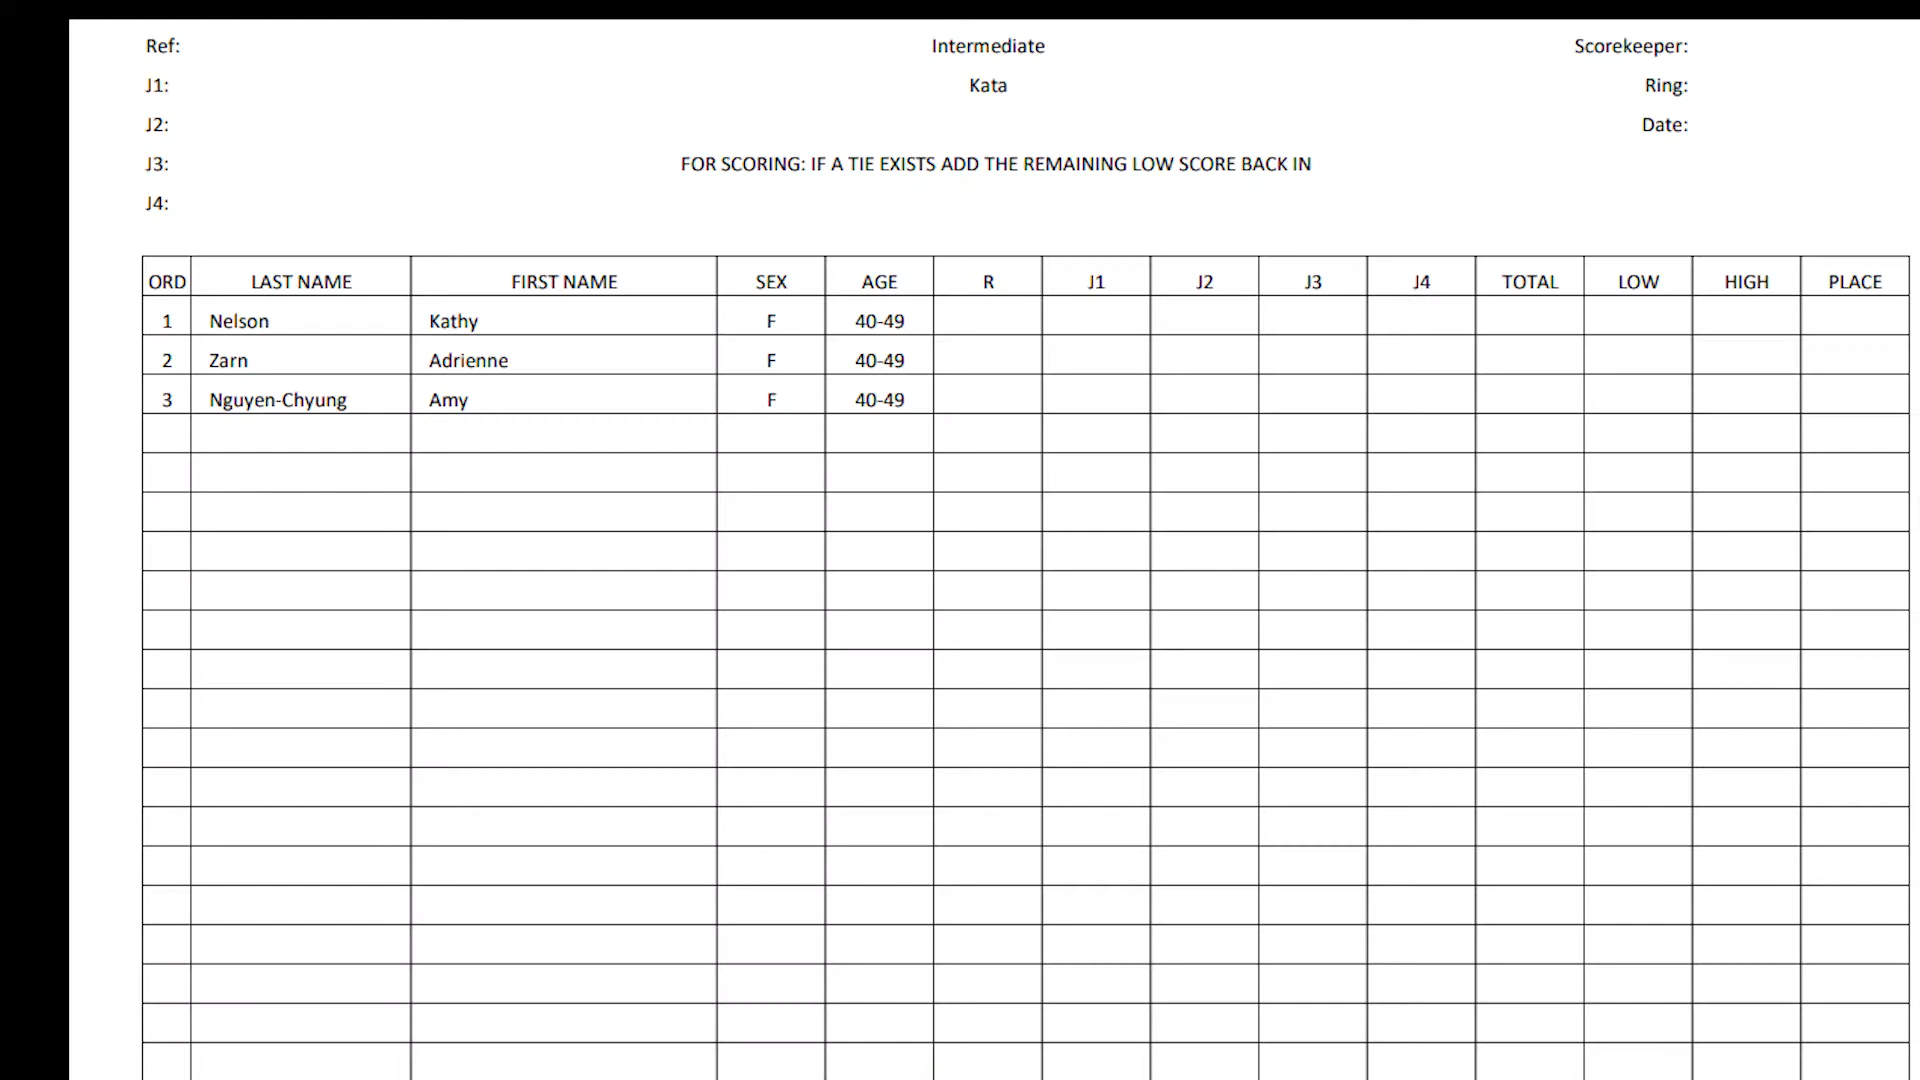 Ref: Intermediate Scorekeeper:
J1: Kata Ring:
J2: Date:
J3: FOR SCORING: IF A TIE EXISTS ADD THE REMAINING LOW SCORE BACK IN
J4:
ORD LAST NAME FIRST NAME SEX AGE R J1 J2 J3 J4 TOTAL LOW HIGH PLACE
1 Nelson Kathy F 40-49
2 Zarn Adrienne F 40-49
3 Nguyen-Chyung Amy F 40-49